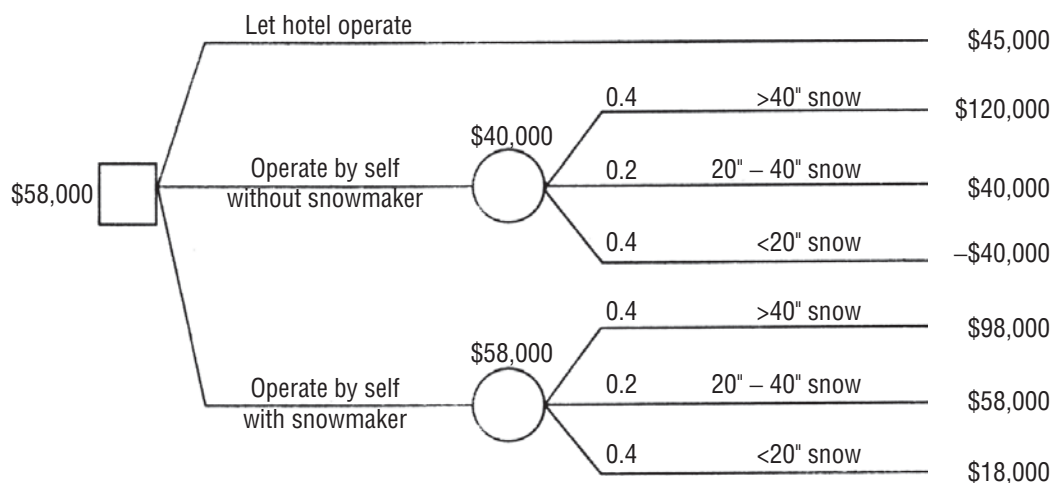 Let hotel operate
$45,000
0.4 >40" snow
$120,000
$40,000
$58,000
Operate by self
without snowmaker
0.2 20" – 40" snow
$40,000
0.4 <20" snow
–$40,000
0.4 >40" snow
$98,000
$58,000
Operate by self
with snowmaker
0.2 20" – 40" snow
$58,000
0.4 <20" snow
$18,000